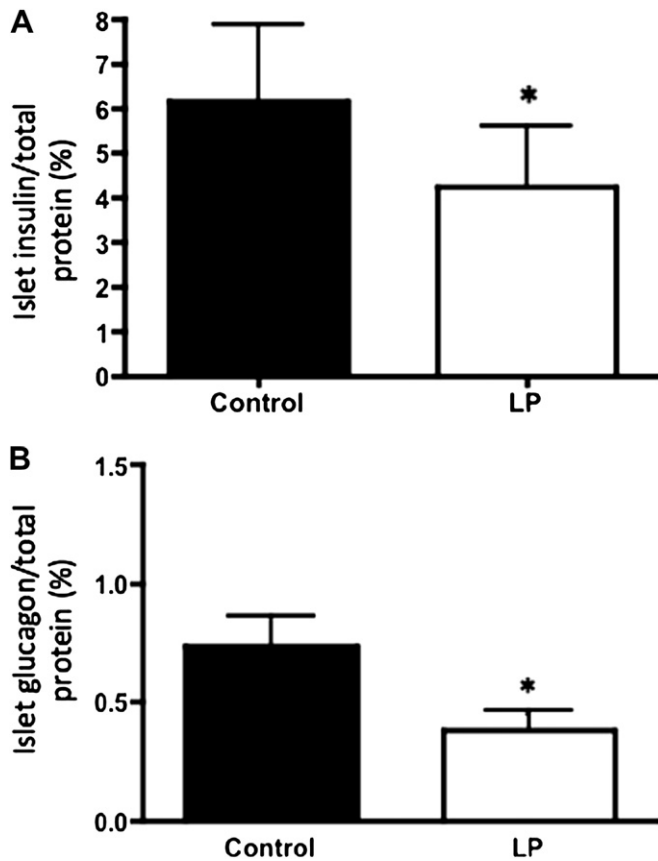 A
Islet insulin/total
protein (%)
8
7
6
5
4
3
2
1
0
*
Control LP
B
Islet glucagon/total
protein (%)
1.5
1.0
0.5
0.0
*
Control LP